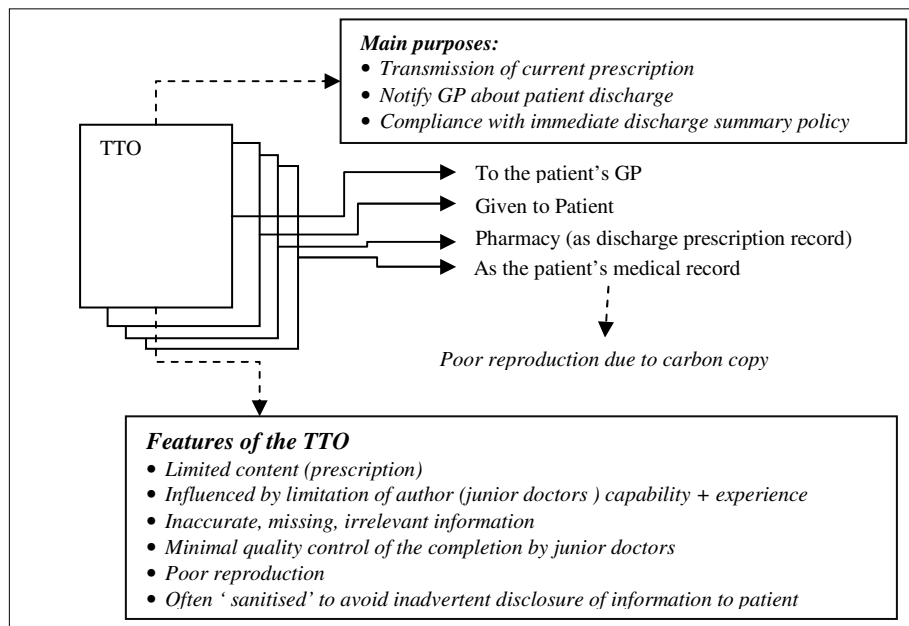 Main purposes:
• Transmission of current prescription
• Notify GP about patient discharge
• Compliance with immediate discharge summary policy
TTO
To the patient's GP
Given to Patient
Pharmacy (as discharge prescription record)
As the patient's medical record
Poor reproduction due to carbon copy
Features of the TTO
• Limited content (prescription)
• Influenced by limitation of author (junior doctors ) capability + experience
• Inaccurate, missing, irrelevant information
• Minimal quality control of the completion by junior doctors
• Poor reproduction
• Often ‘ sanitised’ to avoid inadvertent disclosure of information to patient